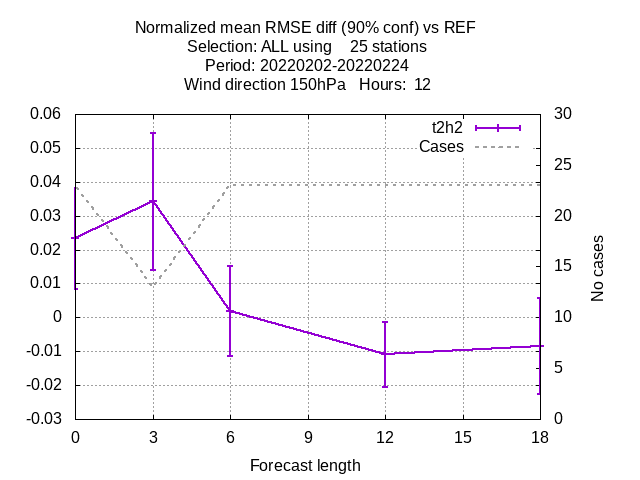 Normalized mean RMSE diff (90% conf) vs REF
Selection: ALL using    25 stations
Period: 20220202-20220224
Wind direction 150hPa   Hours:  12
t2h2
Cases
0.06
0.05
0.04
0.03
0.02
0.01
0
-0.01
-0.02
-0.03
30
25
20
15
10
5
0
No cases
0 3 6 9 12 15 18
Forecast length